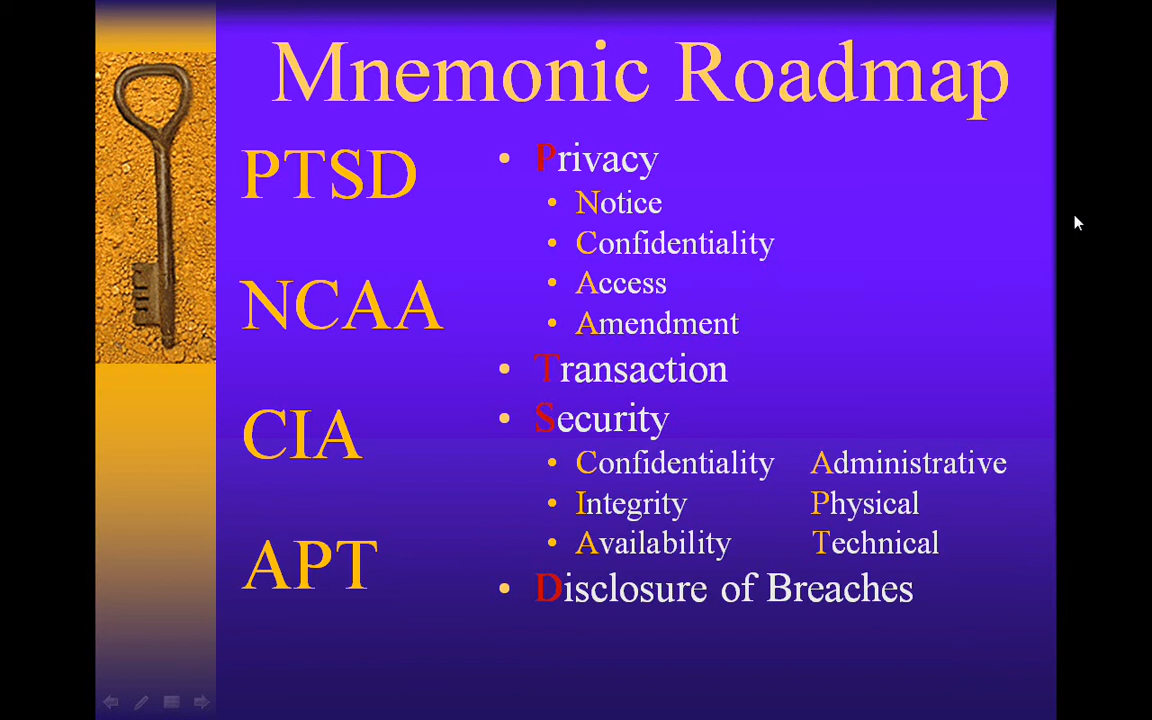 Mnemonic Roadmap
PTSD
NCAA
CIA
APT
• Privacy
• Notice
• Confidentiality
• Access
• Amendment
• Transaction
• Security
• Confidentiality Administrative
• Integrity Physical
• Availability Technical
• Disclosure of Breaches